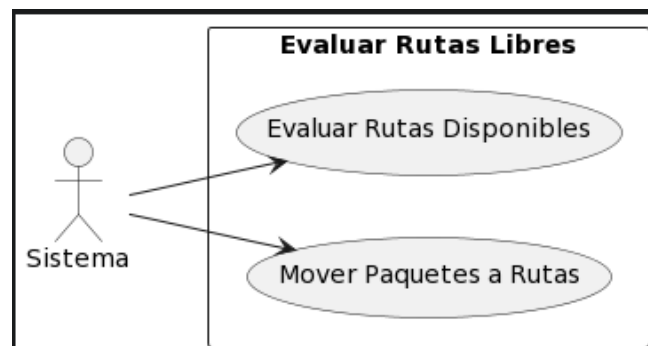 Evaluar Rutas Libres
Evaluar Rutas Disponibles
Sistema
Mover Paquetes a Rutas